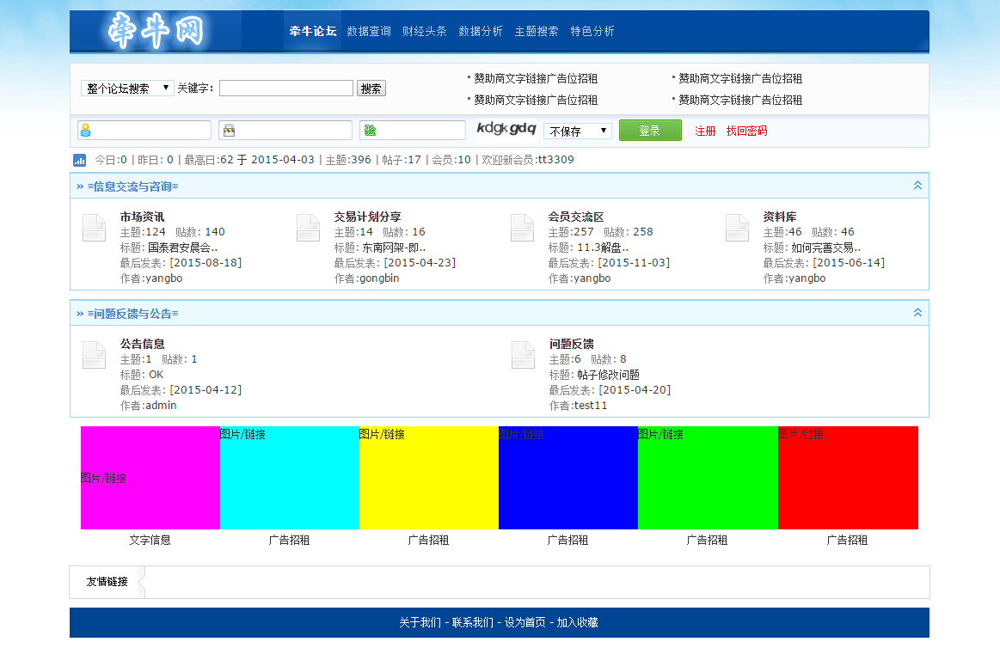 牵牛网
牵牛论坛 数据查询 财经头条 数据分析 主题搜索 特色分析
整个论坛搜索 关键字: 搜索
赞助商文字链接广告位招租 赞助商文字链接广告位招租
赞助商文字链接广告位招租 赞助商文字链接广告位招租
验 kdgk gdq 不保存 登录 注册 找回密码
今日:0 | 昨日: 0 | 最高日:62 于 2015-04-03 | 主题:396 | 帖子:17 | 会员:10 | 欢迎新会员:tt3309
» ≡信息交流与咨询≡
市场资讯 交易计划分享 会员交流区 资料库
主题:124 贴数: 140 主题:14 贴数: 16 主题:257 贴数: 258 主题:46 贴数: 46
标题: 国泰君安晨会.. 标题: 东南网架-即.. 标题: 11.3解盘.. 标题: 如何完善交易..
最后发表: [2015-08-18] 最后发表: [2015-04-23] 最后发表: [2015-11-03] 最后发表: [2015-06-14]
作者:yangbo 作者:gongbin 作者:yangbo 作者:yangbo
» ≡问题反馈与公告≡
公告信息 问题反馈
主题:1 贴数: 1 主题:6 贴数: 8
标题: OK 标题: 帖子修改问题
最后发表: [2015-04-12] 最后发表: [2015-04-20]
作者:admin 作者:test11
图片/链接 图片/链接 图片/链接 图片/链接 图片/链接
图片/链接
文字信息 广告招租 广告招租 广告招租 广告招租 广告招租
友情链接
关于我们 - 联系我们 - 设为首页 - 加入收藏